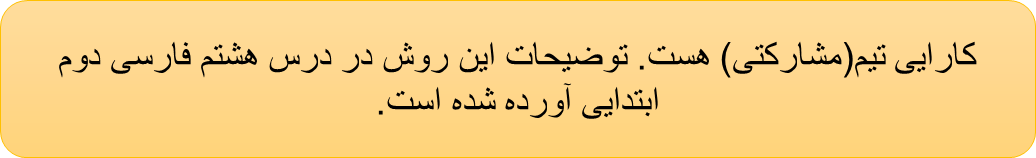 کارایی تیم(مشارکتی) هست. توضیحات این روش در درس هشتم فارسی دوم
ابتدایی آورده شده است.